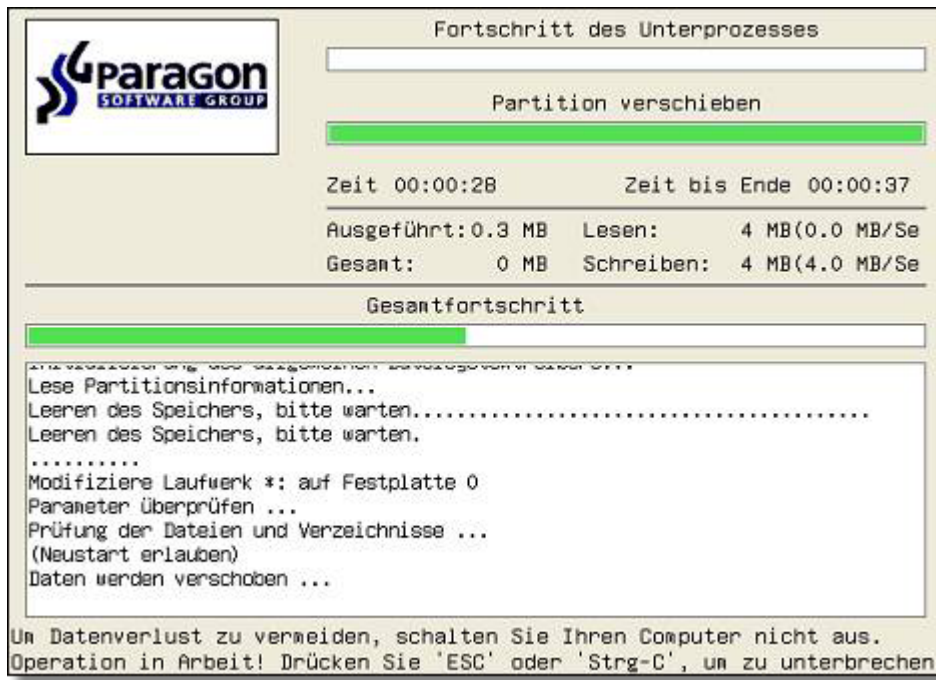 Paragon
SOFTWARE GROUP
Fortschritt des Unterprozesses
Partition verschieben
Zeit 00:00:28 Zeit bis Ende 00:00:37
Ausgeführt: 0.3 MB Lesen: 4 MB(0.0 MB/Se
Gesamt: 0 MB Schreiben: 4 MB(4.0 MB/Se
Gesamtfortschritt
Lese Partitionsinformationen...
Leeren des Speichers, bitte warten..........................................
Leeren des Speichers, bitte warten.
..........
Modifiziere Laufwerk *: auf Festplatte 0
Parameter überprüfen ...
Prüfung der Dateien und Verzeichnisse ...
(Neustart erlauben)
Daten werden verschoben ...
Um Datenverlust zu vermeiden, schalten Sie Ihren Computer nicht aus.
Operation in Arbeit! Drücken Sie 'ESC' oder 'Strg-C', um zu unterbrechen